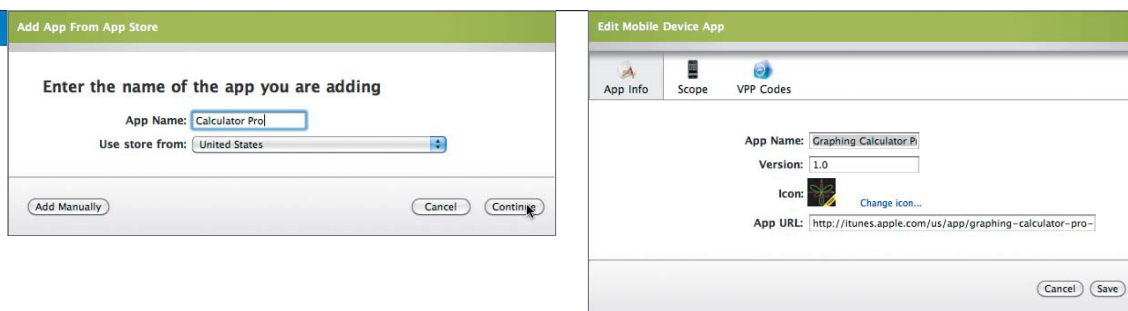 Add App From App Store
Enter the name of the app you are adding
App Name: Calculator Pro
Use store from: United States
Add Manually
Cancel
Continue
Edit Mobile Device App
App Info
Scope
VPP Codes
App Name: Graphing Calculator P
Version: 1.0
Icon:
Change icon...
App URL: http://itunes.apple.com/us/app/graphing-calculator-pro-
Cancel
Save